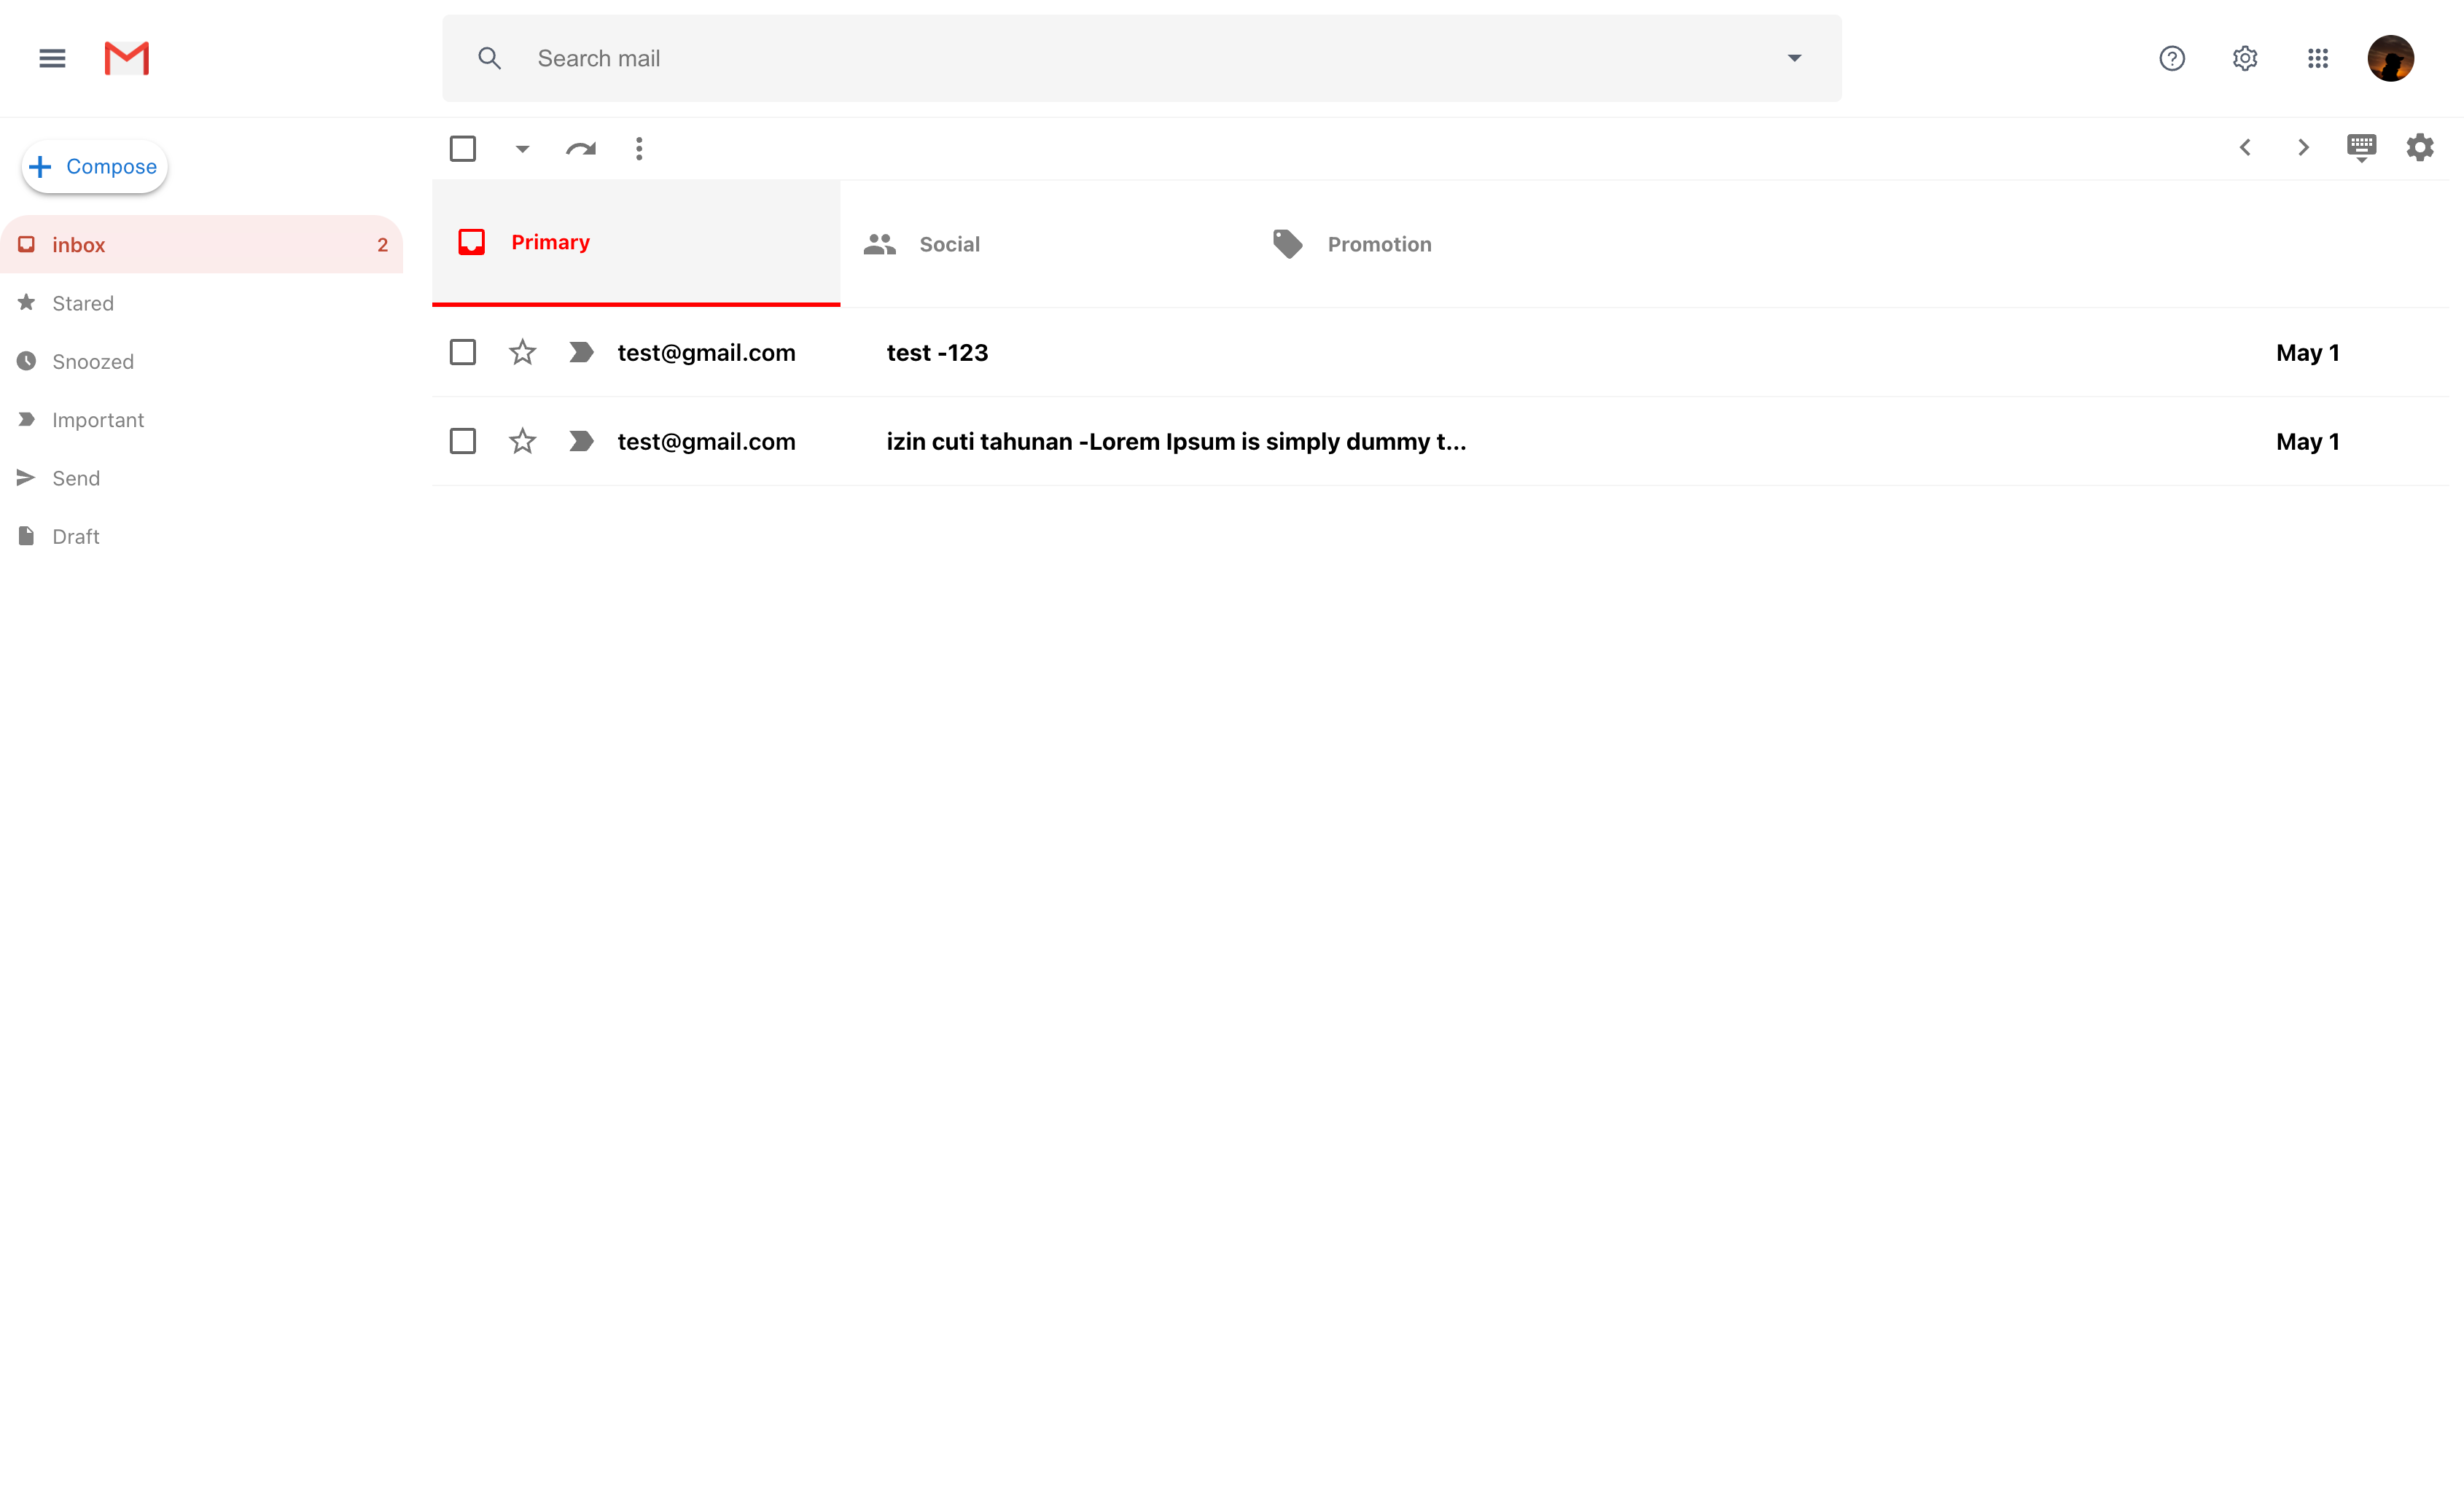 Search mail
Compose
inbox 2
Stared
Snoozed
Important
Send
Draft
Primary Social Promotion
test@gmail.com test -123 May 1
test@gmail.com izin cuti tahunan -Lorem Ipsum is simply dummy t... May 1